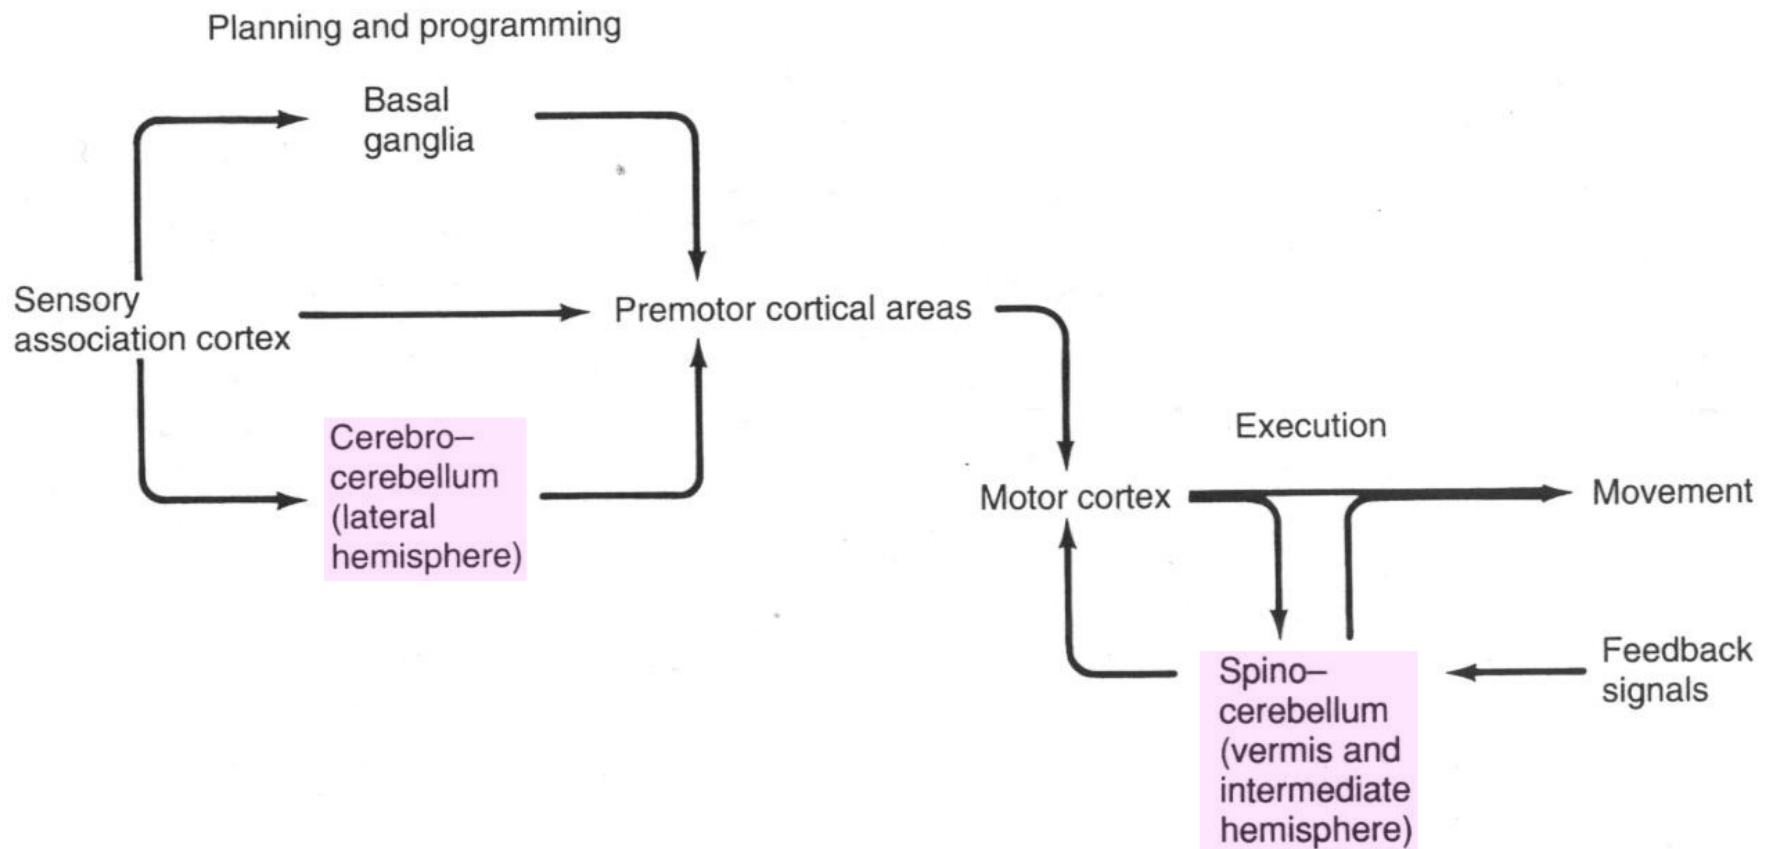 Planning and programming
Basal
ganglia
Sensory
association cortex
Premotor cortical areas
Cerebro–
cerebellum
(lateral
hemisphere)
Execution
Motor cortex
Movement
Spino–
cerebellum
(vermis and
intermediate
hemisphere)
Feedback
signals